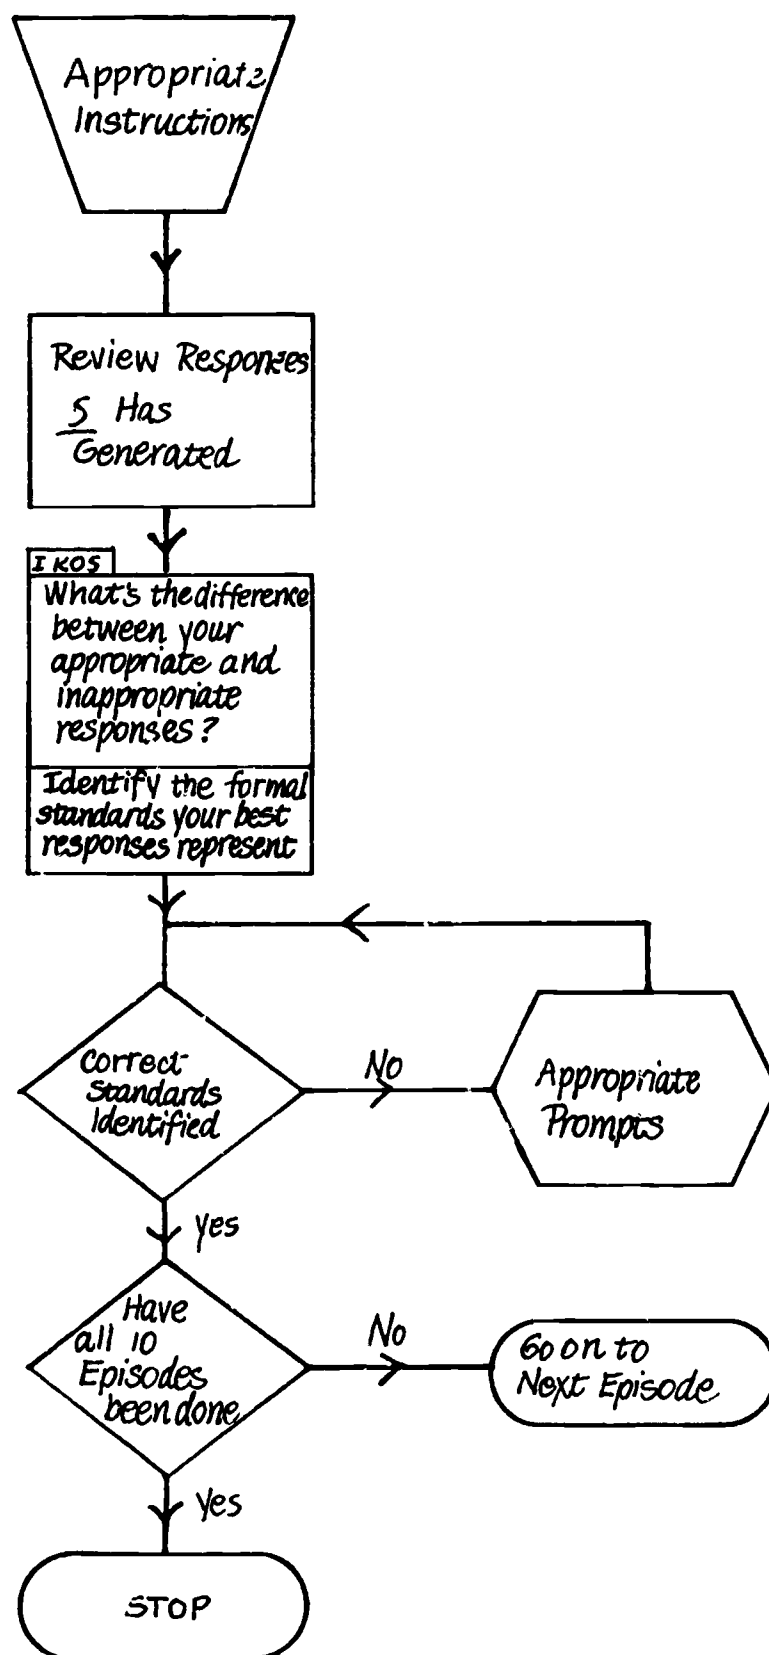 Appropriate
Instructions
Review Responses
S Has
Generated
I KOS
What's the difference
between your
appropriate and
inappropriate
responses?
Identify the formal
standards your best
responses represent
Correct
Standards
Identified
No
Appropriate
Prompts
yes
Have
all 10
Episodes
been done
No
Go on to
Next Episode
Yes
STOP